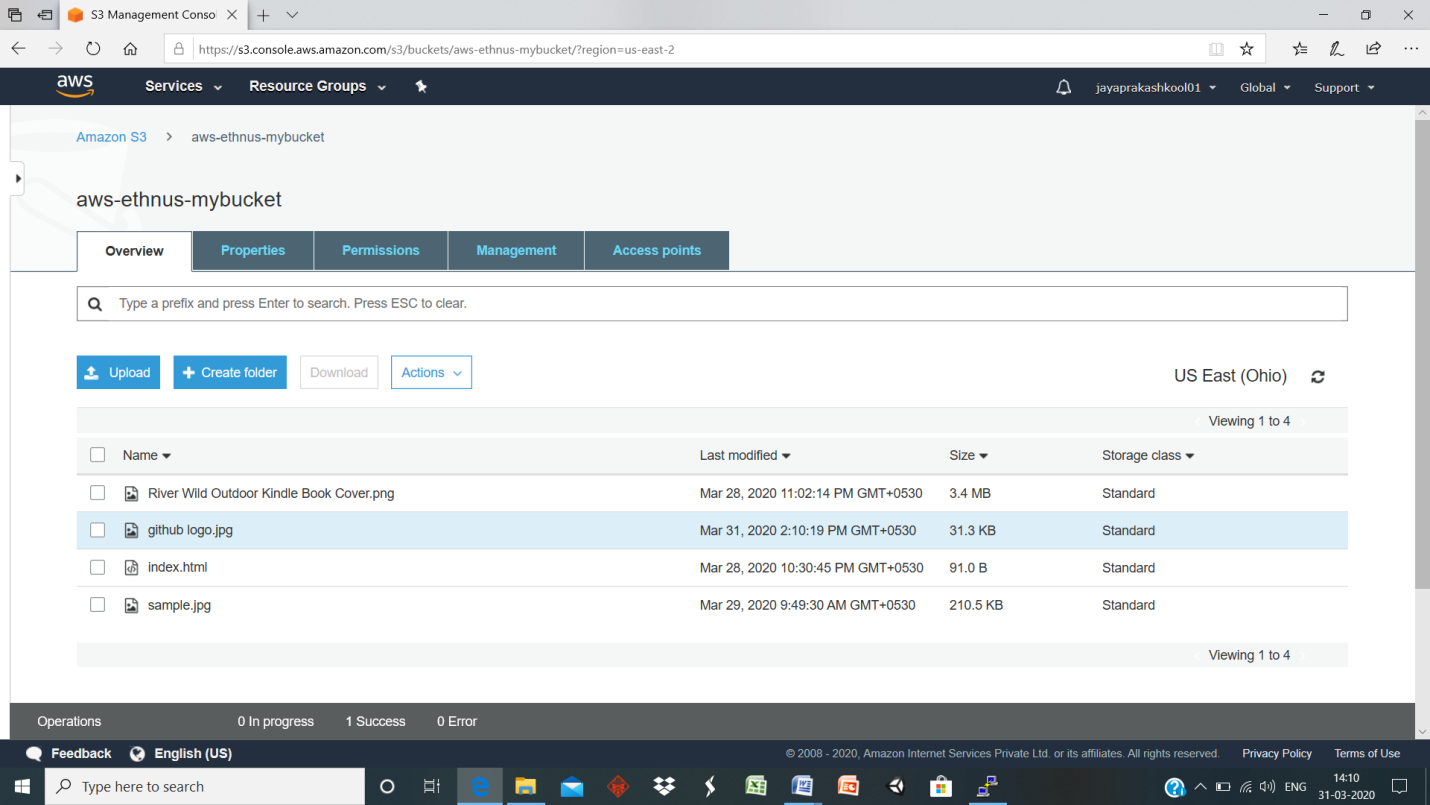 S3 Management Consol
https://s3.console.aws.amazon.com/s3/buckets/aws-ethnus-mybucket/?region=us-east-2
aws Services Resource Groups jayaprakashkool01 Global Support
Amazon S3 > aws-ethnus-mybucket
aws-ethnus-mybucket
Overview Properties Permissions Management Access points
Type a prefix and press Enter to search. Press ESC to clear.
Upload + Create folder Download Actions US East (Ohio)
Viewing 1 to 4
Name Last modified Size Storage class
River Wild Outdoor Kindle Book Cover.png Mar 28, 2020 11:02:14 PM GMT+0530 3.4 MB Standard
github logo.jpg Mar 31, 2020 2:10:19 PM GMT+0530 31.3 KB Standard
index.html Mar 28, 2020 10:30:45 PM GMT+0530 91.0 B Standard
sample.jpg Mar 29, 2020 9:49:30 AM GMT+0530 210.5 KB Standard
Viewing 1 to 4
Operations 0 In progress 1 Success 0 Error
Feedback English (US) © 2008 - 2020, Amazon Internet Services Private Ltd. or its affiliates. All rights reserved. Privacy Policy Terms of Use
Type here to search ENG 14:10
31-03-2020